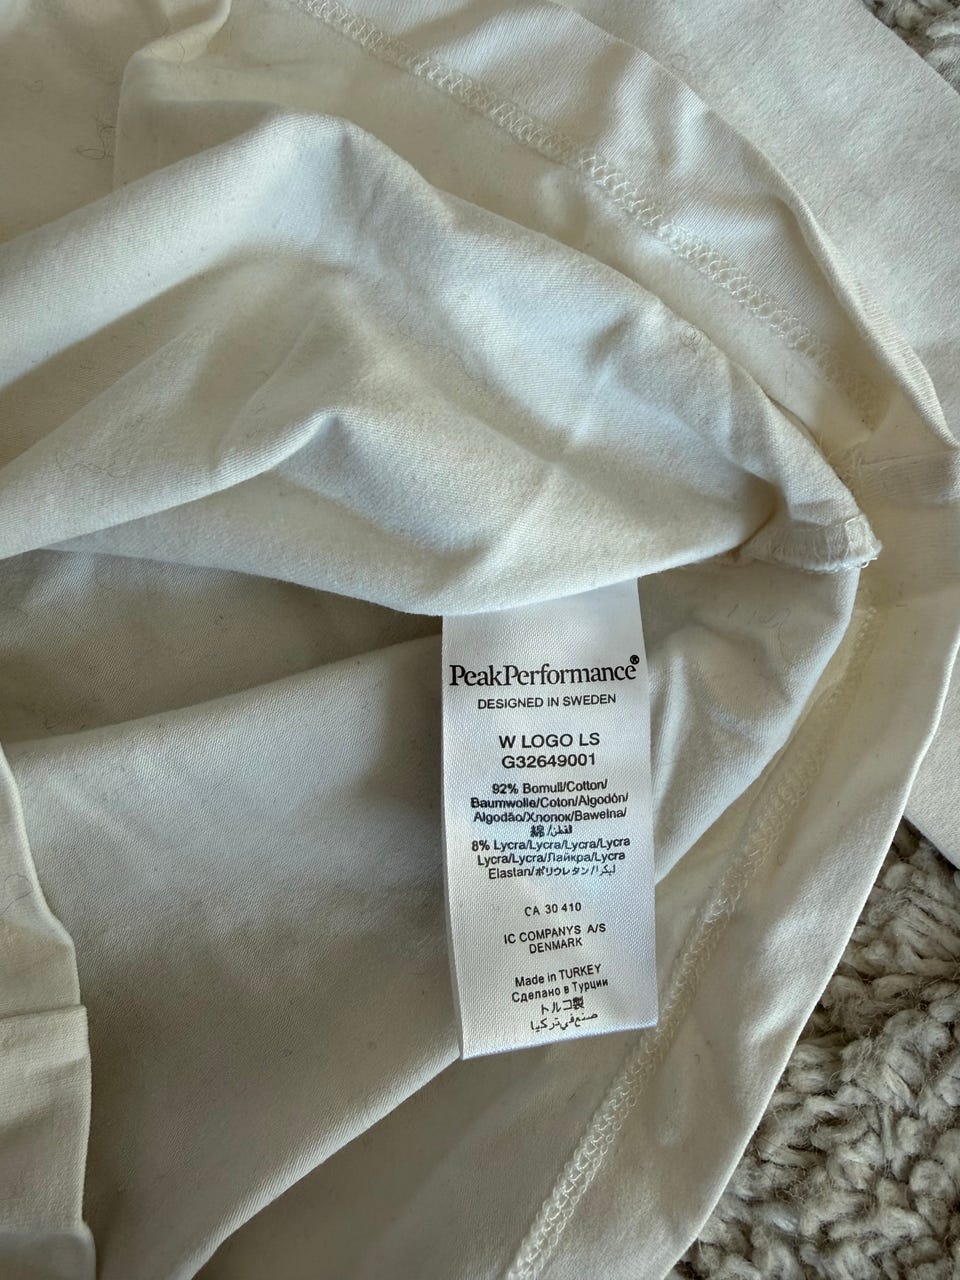 PeakPerformance®
DESIGNED IN SWEDEN
W LOGO LS
G32649001
92% Bomull/Cotton/
Baumwolle/Coton/Algodón/
Algodão/Хлопок/Bawełna/
綿/القطن
8% Lycra/Lycra/Lycra/Lycra
Lycra/Lycra/Лайкра/Lycra
Elastan/ポリウレタン/ليكرا
CA 30 410
IC COMPANYS A/S
DENMARK
Made in TURKEY
Сделано в Турции
トルコ製
صنع في تركيا